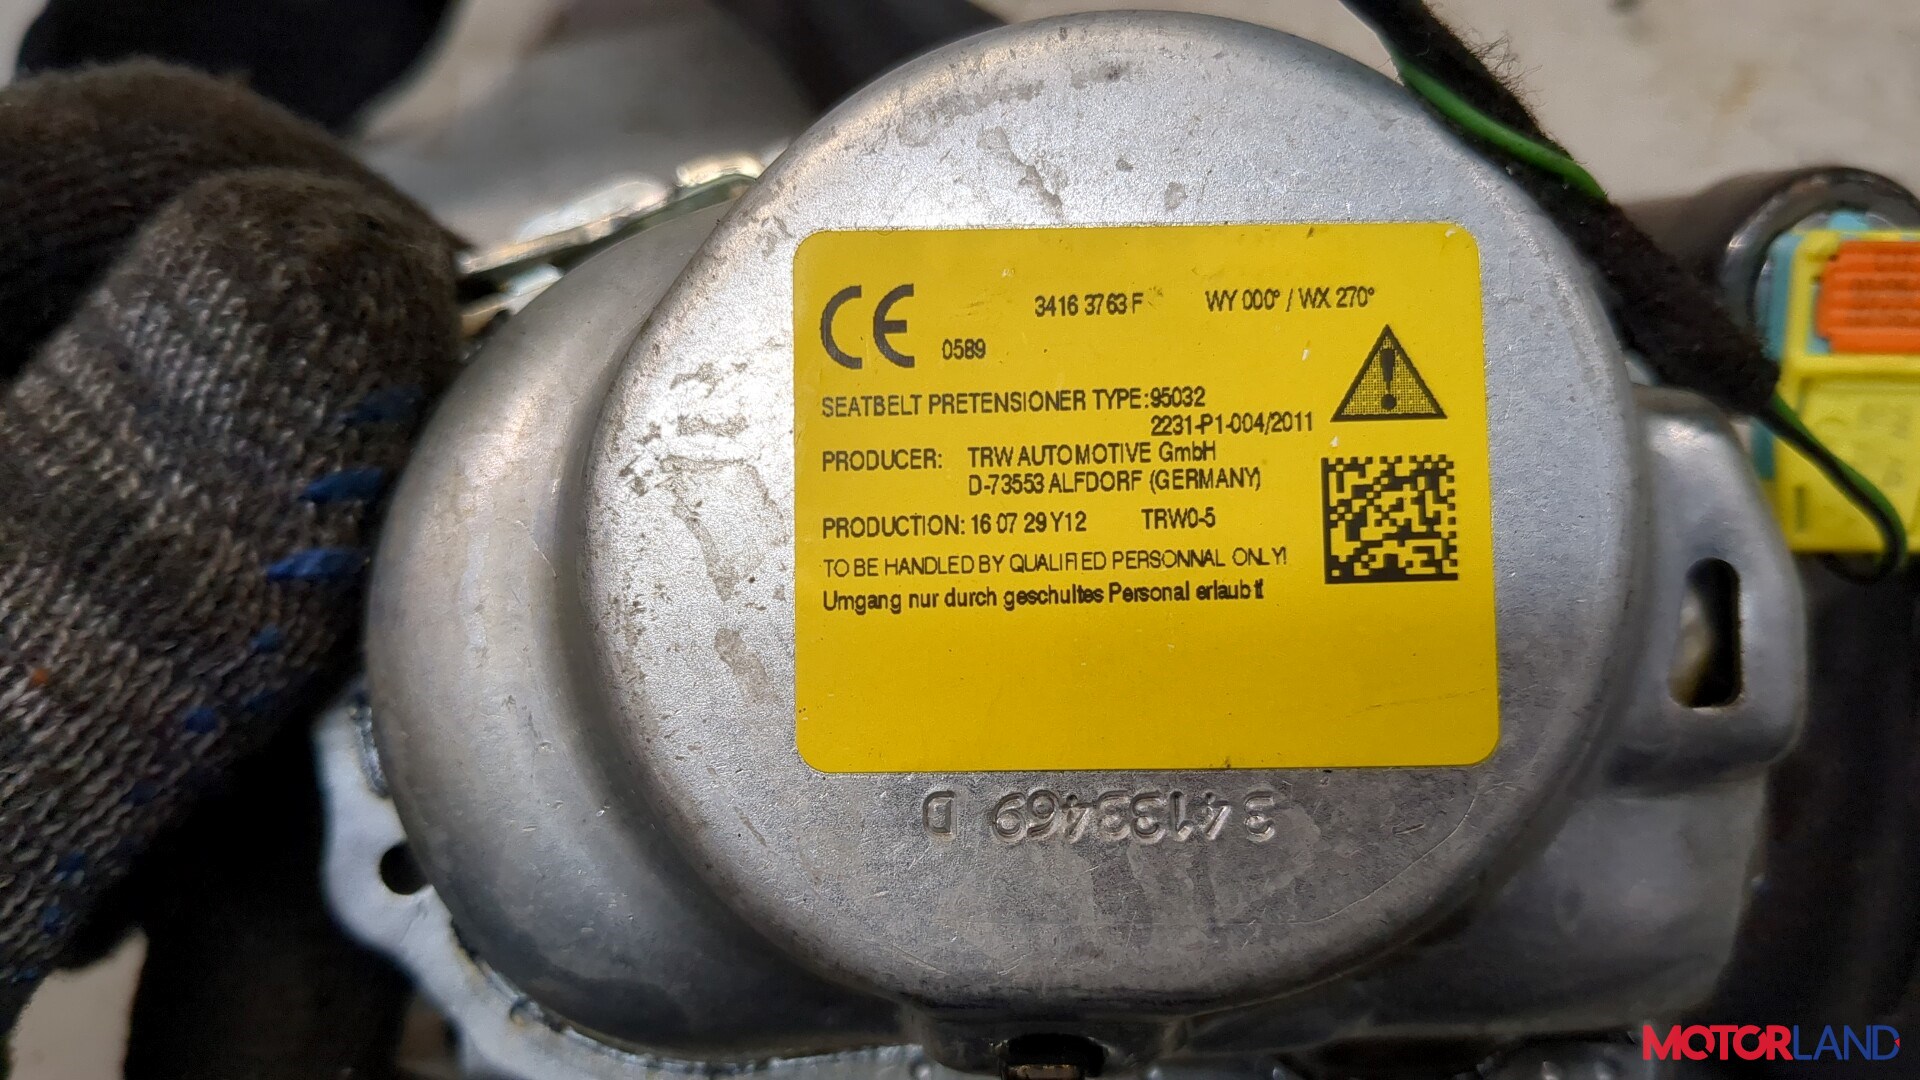 CE 0589
34163763F WY 000° / WX 270°
SEATBELT PRETENSIONER TYPE: 95032
2231-P1-004/2011
PRODUCER: TRW AUTOMOTIVE GmbH
D-73553 ALFDORF (GERMANY)
PRODUCTION: 16 07 29 Y12 TRW0-5
TO BE HANDLED BY QUALIFIED PERSONNAL ONLY!
Umgang nur durch geschultes Personal erlaubt!
34133469 D
MOTORLAND